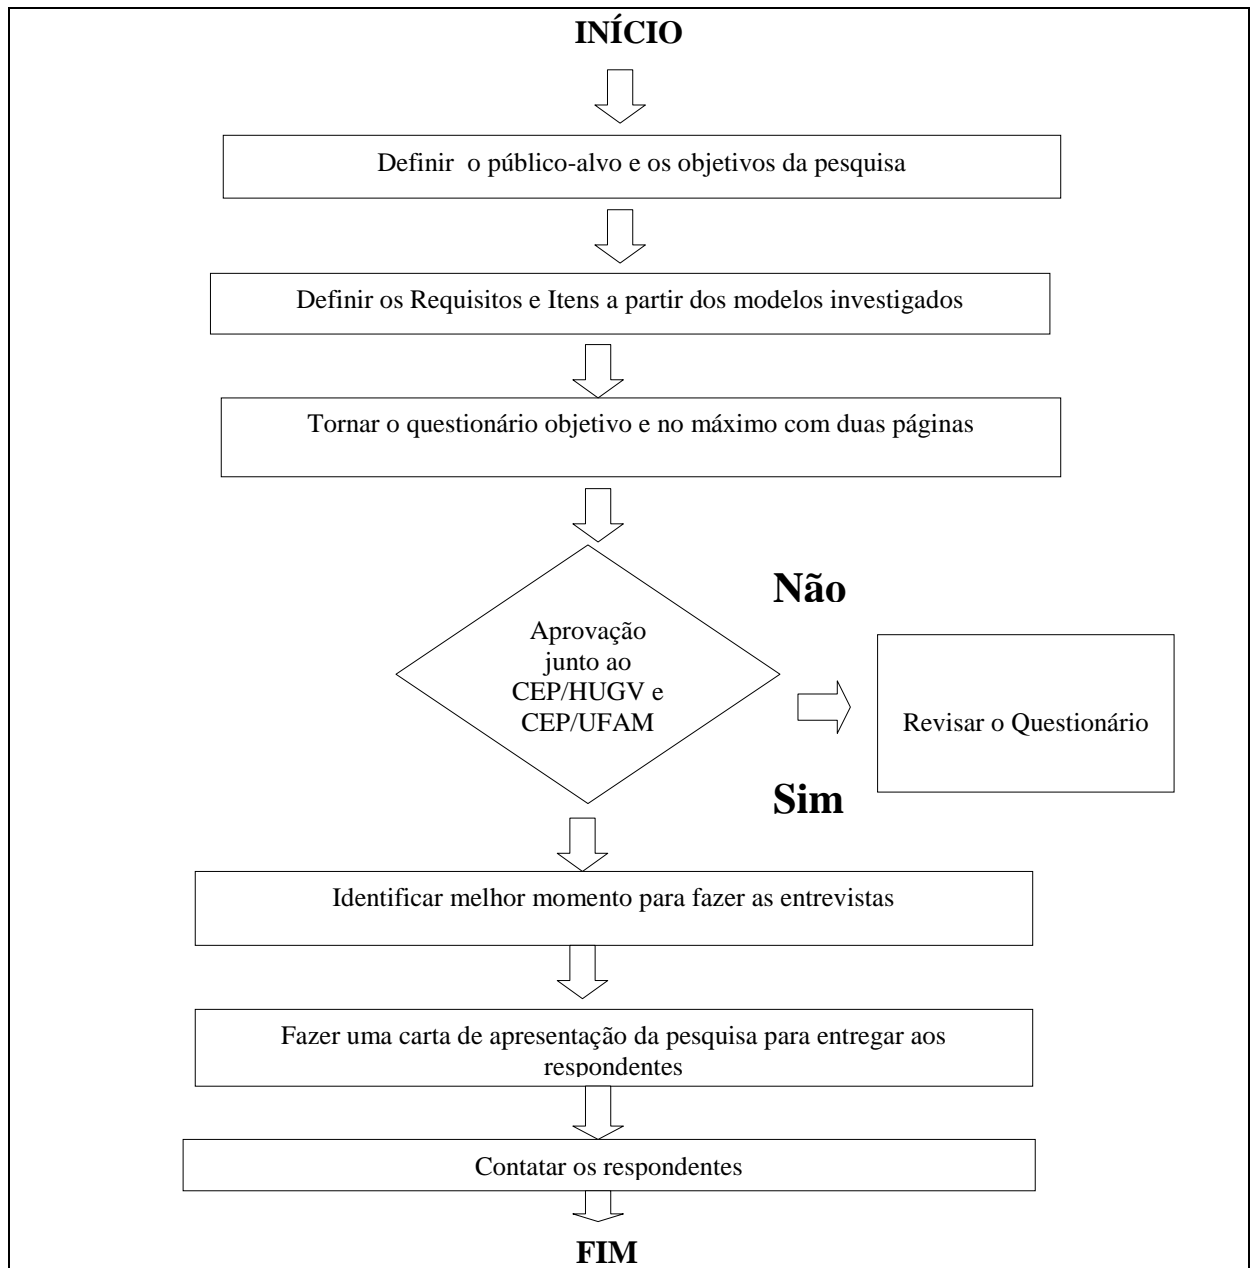 INÍCIO
Definir o público-alvo e os objetivos da pesquisa
Definir os Requisitos e Itens a partir dos modelos investigados
Tornar o questionário objetivo e no máximo com duas páginas
Não
Aprovação
junto ao
CEP/HUGV e
CEP/UFAM
Revisar o Questionário
Sim
Identificar melhor momento para fazer as entrevistas
Fazer uma carta de apresentação da pesquisa para entregar aos
respondentes
Contatar os respondentes
FIM